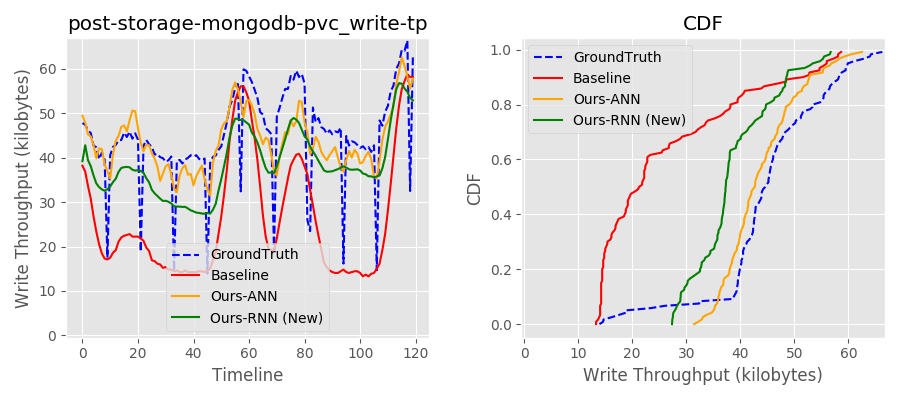 post-storage-mongodb-pvc_write-tp
Write Throughput (kilobytes)
60
50
40
30
20
10
0
GroundTruth
Baseline
Ours-ANN
Ours-RNN (New)
0 20 40 60 80 100 120
Timeline
CDF
CDF
1.0
0.8
0.6
0.4
0.2
0.0
GroundTruth
Baseline
Ours-ANN
Ours-RNN (New)
0 10 20 30 40 50 60
Write Throughput (kilobytes)